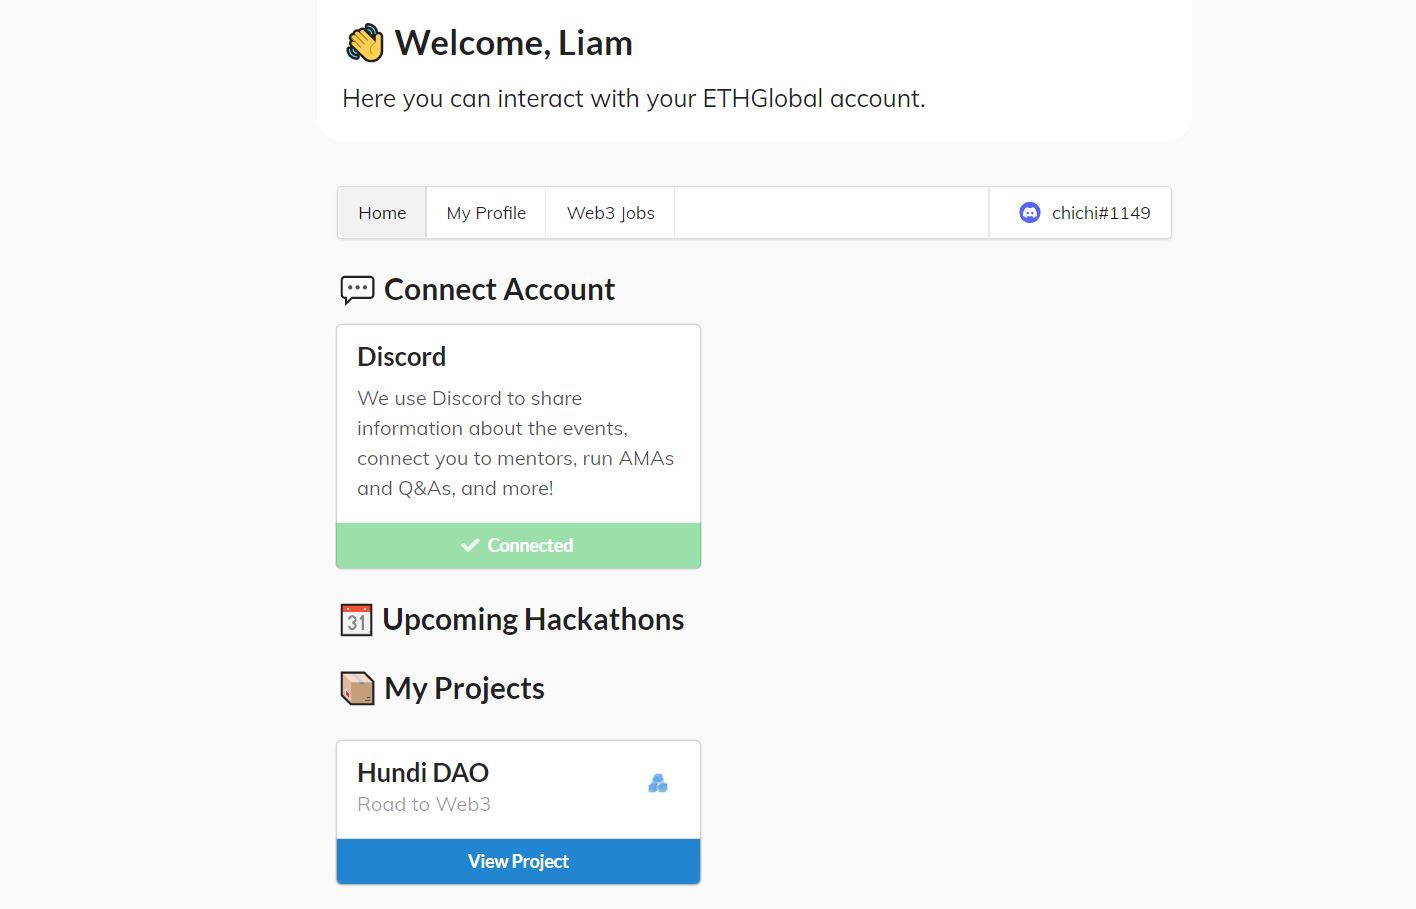 Welcome, Liam
Here you can interact with your ETHGlobal account.
Home
My Profile
Web3 Jobs
chichi#1149
Connect Account
Discord
We use Discord to share
information about the events,
connect you to mentors, run AMAs
and Q&As, and more!
Connected
31
Upcoming Hackathons
My Projects
Hundi DAO
Road to Web3
View Project